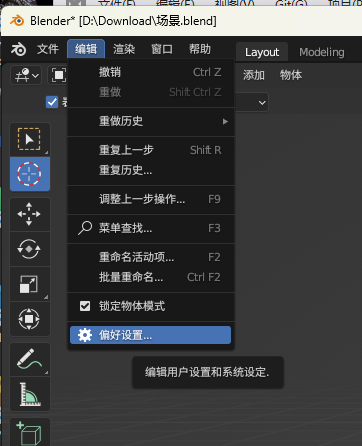 Blender* [D:\Download\场景.blend]
文件 编辑 渲染 窗口 帮助 Layout Modeling
添加 物体
撤销 Ctrl Z
重做 Shift Ctrl Z
重做历史
重复上一步 Shift R
重复历史...
调整上一步操作... F9
菜单查找... F3
重命名活动项... F2
批量重命名... Ctrl F2
锁定物体模式
偏好设置...
编辑用户设置和系统设定.